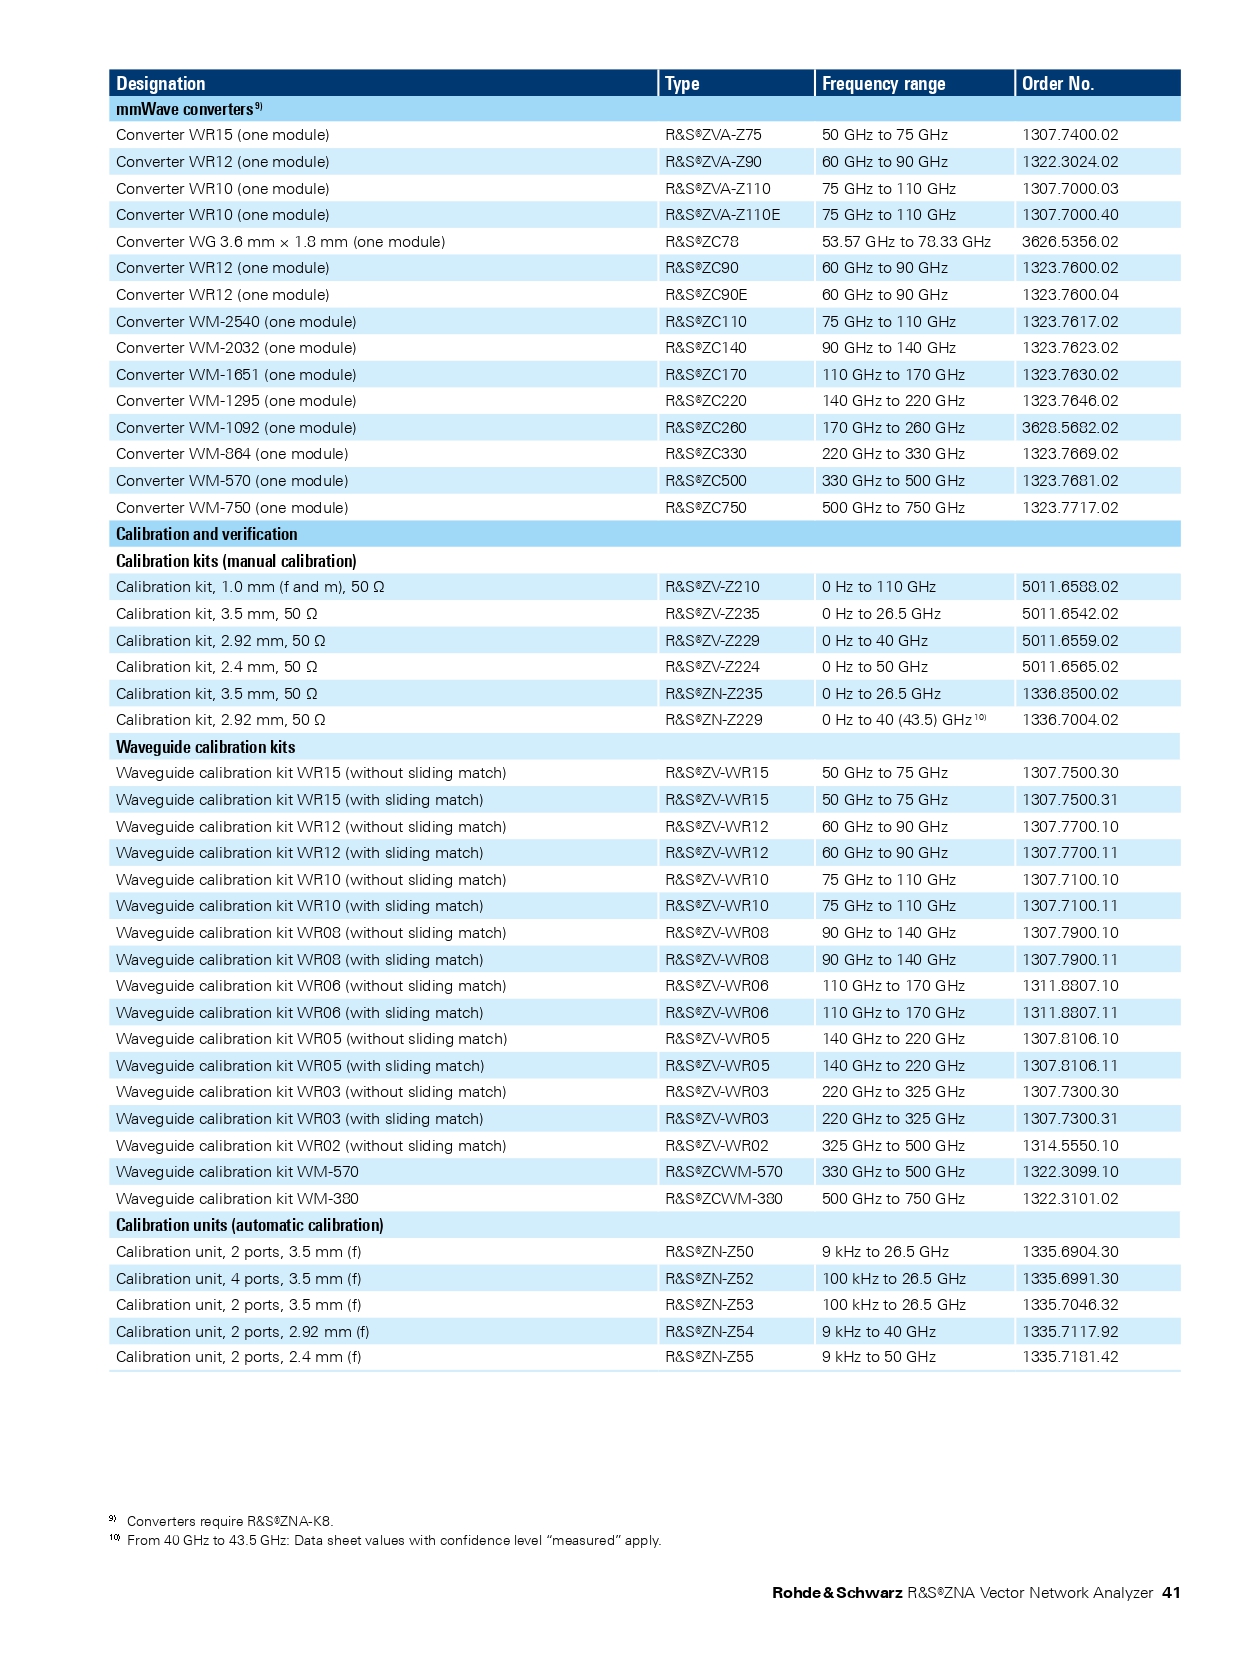 Designation Type Frequency range Order No.
mmWave converters 9)
Converter WR15 (one module) R&S®ZVA-Z75 50 GHz to 75 GHz 1307.7400.02
Converter WR12 (one module) R&S®ZVA-Z90 60 GHz to 90 GHz 1322.3024.02
Converter WR10 (one module) R&S®ZVA-Z110 75 GHz to 110 GHz 1307.7000.03
Converter WR10 (one module) R&S®ZVA-Z110E 75 GHz to 110 GHz 1307.7000.40
Converter WG 3.6 mm × 1.8 mm (one module) R&S®ZC78 53.57 GHz to 78.33 GHz 3626.5356.02
Converter WR12 (one module) R&S®ZC90 60 GHz to 90 GHz 1323.7600.02
Converter WR12 (one module) R&S®ZC90E 60 GHz to 90 GHz 1323.7600.04
Converter WM-2540 (one module) R&S®ZC110 75 GHz to 110 GHz 1323.7617.02
Converter WM-2032 (one module) R&S®ZC140 90 GHz to 140 GHz 1323.7623.02
Converter WM-1651 (one module) R&S®ZC170 110 GHz to 170 GHz 1323.7630.02
Converter WM-1295 (one module) R&S®ZC220 140 GHz to 220 GHz 1323.7646.02
Converter WM-1092 (one module) R&S®ZC260 170 GHz to 260 GHz 3628.5682.02
Converter WM-864 (one module) R&S®ZC330 220 GHz to 330 GHz 1323.7669.02
Converter WM-570 (one module) R&S®ZC500 330 GHz to 500 GHz 1323.7681.02
Converter WM-750 (one module) R&S®ZC750 500 GHz to 750 GHz 1323.7717.02
Calibration and verification
Calibration kits (manual calibration)
Calibration kit, 1.0 mm (f and m), 50 Ω R&S®ZV-Z210 0 Hz to 110 GHz 5011.6588.02
Calibration kit, 3.5 mm, 50 Ω R&S®ZV-Z235 0 Hz to 26.5 GHz 5011.6542.02
Calibration kit, 2.92 mm, 50 Ω R&S®ZV-Z229 0 Hz to 40 GHz 5011.6559.02
Calibration kit, 2.4 mm, 50 Ω R&S®ZV-Z224 0 Hz to 50 GHz 5011.6565.02
Calibration kit, 3.5 mm, 50 Ω R&S®ZN-Z235 0 Hz to 26.5 GHz 1336.8500.02
Calibration kit, 2.92 mm, 50 Ω R&S®ZN-Z229 0 Hz to 40 (43.5) GHz 10) 1336.7004.02
Waveguide calibration kits
Waveguide calibration kit WR15 (without sliding match) R&S®ZV-WR15 50 GHz to 75 GHz 1307.7500.30
Waveguide calibration kit WR15 (with sliding match) R&S®ZV-WR15 50 GHz to 75 GHz 1307.7500.31
Waveguide calibration kit WR12 (without sliding match) R&S®ZV-WR12 60 GHz to 90 GHz 1307.7700.10
Waveguide calibration kit WR12 (with sliding match) R&S®ZV-WR12 60 GHz to 90 GHz 1307.7700.11
Waveguide calibration kit WR10 (without sliding match) R&S®ZV-WR10 75 GHz to 110 GHz 1307.7100.10
Waveguide calibration kit WR10 (with sliding match) R&S®ZV-WR10 75 GHz to 110 GHz 1307.7100.11
Waveguide calibration kit WR08 (without sliding match) R&S®ZV-WR08 90 GHz to 140 GHz 1307.7900.10
Waveguide calibration kit WR08 (with sliding match) R&S®ZV-WR08 90 GHz to 140 GHz 1307.7900.11
Waveguide calibration kit WR06 (without sliding match) R&S®ZV-WR06 110 GHz to 170 GHz 1311.8807.10
Waveguide calibration kit WR06 (with sliding match) R&S®ZV-WR06 110 GHz to 170 GHz 1311.8807.11
Waveguide calibration kit WR05 (without sliding match) R&S®ZV-WR05 140 GHz to 220 GHz 1307.8106.10
Waveguide calibration kit WR05 (with sliding match) R&S®ZV-WR05 140 GHz to 220 GHz 1307.8106.11
Waveguide calibration kit WR03 (without sliding match) R&S®ZV-WR03 220 GHz to 325 GHz 1307.7300.30
Waveguide calibration kit WR03 (with sliding match) R&S®ZV-WR03 220 GHz to 325 GHz 1307.7300.31
Waveguide calibration kit WR02 (without sliding match) R&S®ZV-WR02 325 GHz to 500 GHz 1314.5550.10
Waveguide calibration kit WM-570 R&S®ZCWM-570 330 GHz to 500 GHz 1322.3099.10
Waveguide calibration kit WM-380 R&S®ZCWM-380 500 GHz to 750 GHz 1322.3101.02
Calibration units (automatic calibration)
Calibration unit, 2 ports, 3.5 mm (f) R&S®ZN-Z50 9 kHz to 26.5 GHz 1335.6904.30
Calibration unit, 4 ports, 3.5 mm (f) R&S®ZN-Z52 100 kHz to 26.5 GHz 1335.6991.30
Calibration unit, 2 ports, 3.5 mm (f) R&S®ZN-Z53 100 kHz to 26.5 GHz 1335.7046.32
Calibration unit, 2 ports, 2.92 mm (f) R&S®ZN-Z54 9 kHz to 40 GHz 1335.7117.92
Calibration unit, 2 ports, 2.4 mm (f) R&S®ZN-Z55 9 kHz to 50 GHz 1335.7181.42
9) Converters require R&S®ZNA-K8.
10) From 40 GHz to 43.5 GHz: Data sheet values with confidence level “measured” apply.
Rohde & Schwarz R&S®ZNA Vector Network Analyzer 41